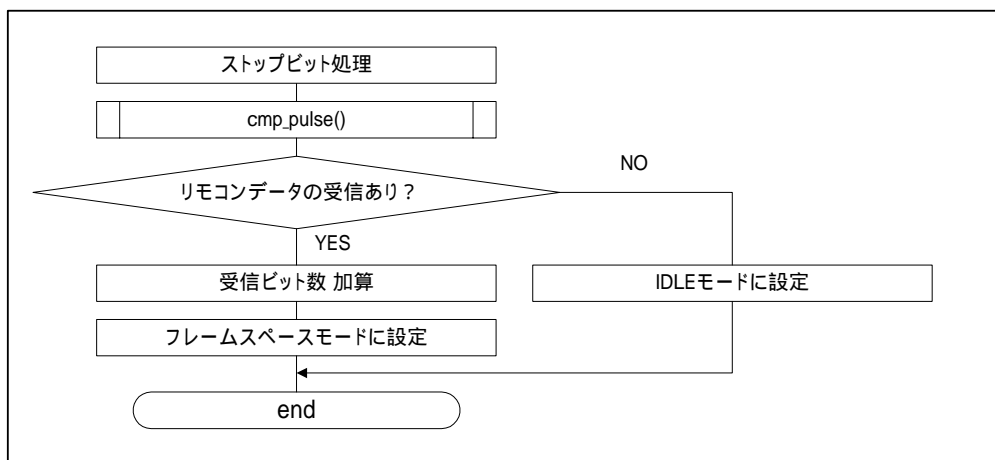 ストップビット処理
cmp_pulse()
リモコンデータの受信あり？
NO
YES
受信ビット数 加算
IDLEモードに設定
フレームスペースモードに設定
end